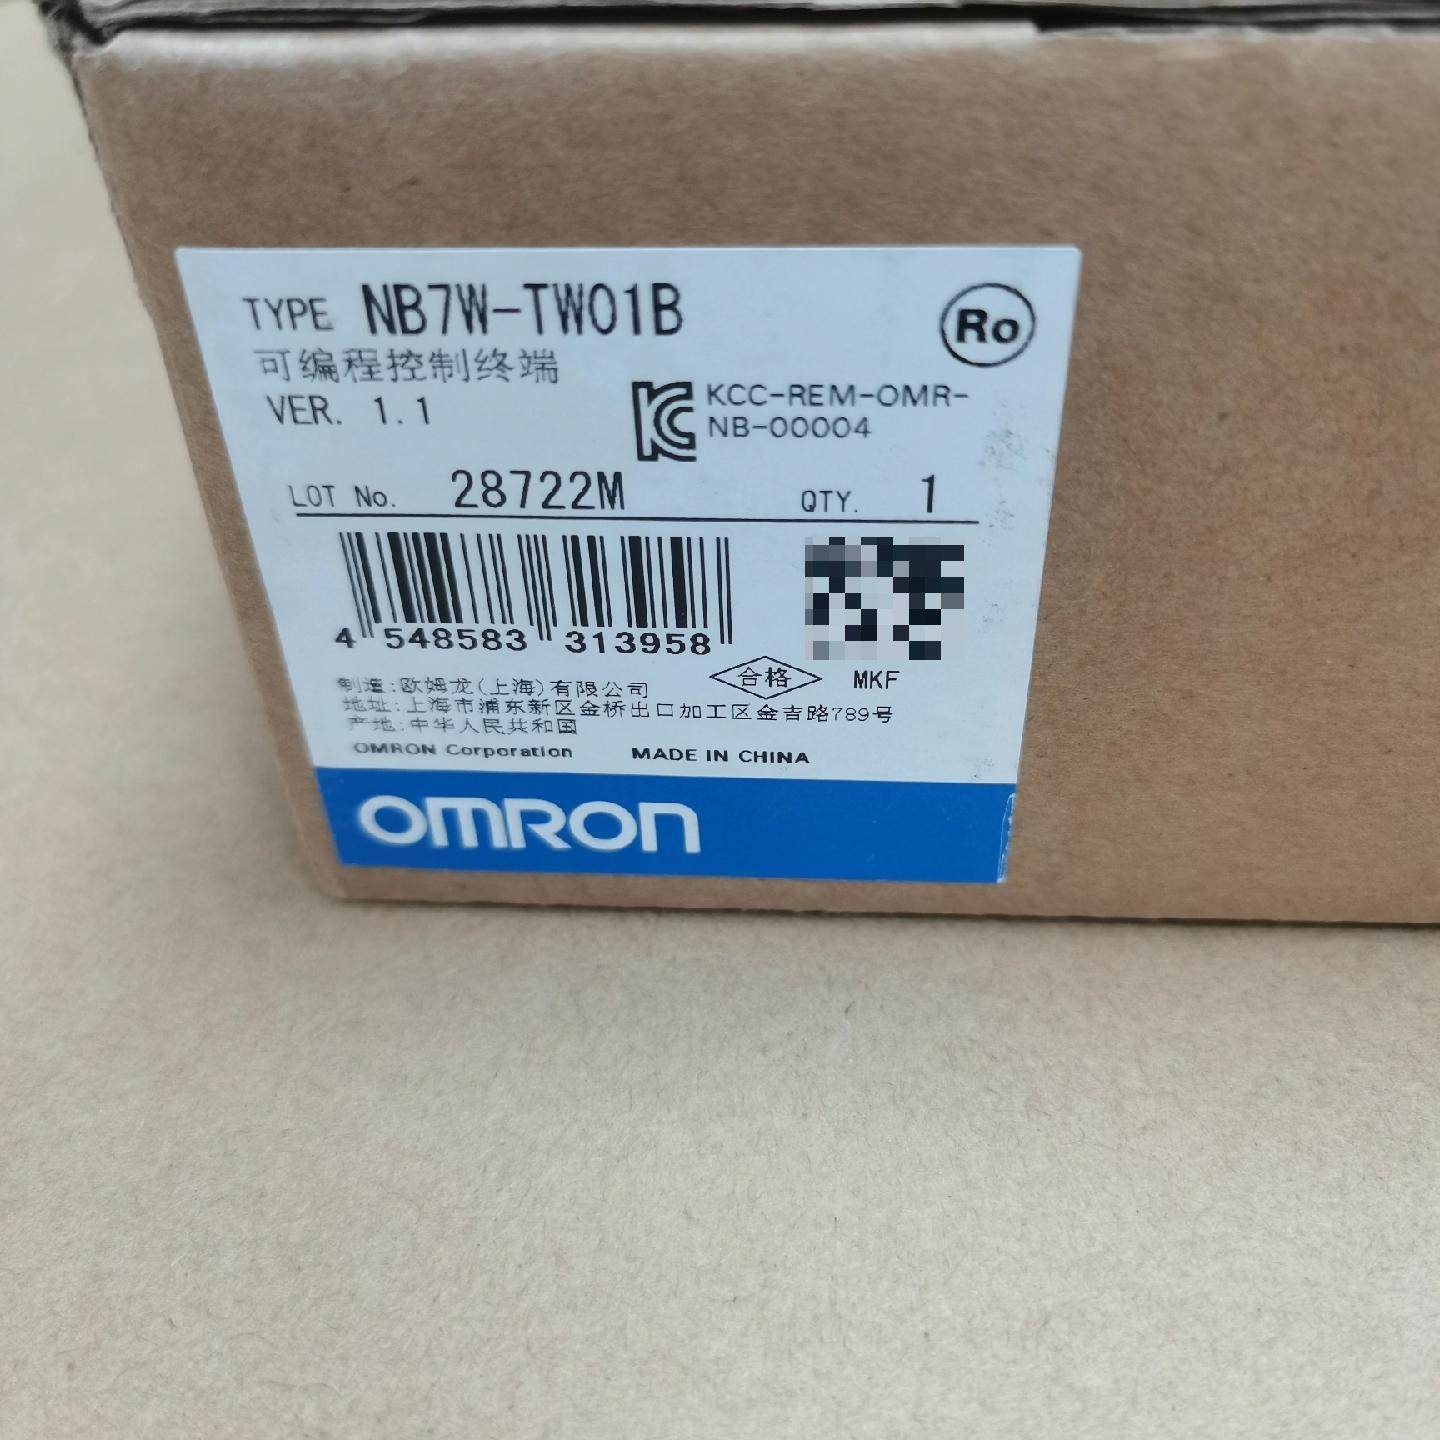 TYPE NB7W-TW01B
Ro
可编程控制终端
VER. 1.1
KC KCC-REM-OMR-
NB-00004
LOT No. 28722M QTY. 1
4 548583 313958
合格 MKF
制造:欧姆龙(上海)有限公司
地址:上海市浦东新区金桥出口加工区金吉路789号
产地:中华人民共和国
OMRON Corporation MADE IN CHINA
OMRON